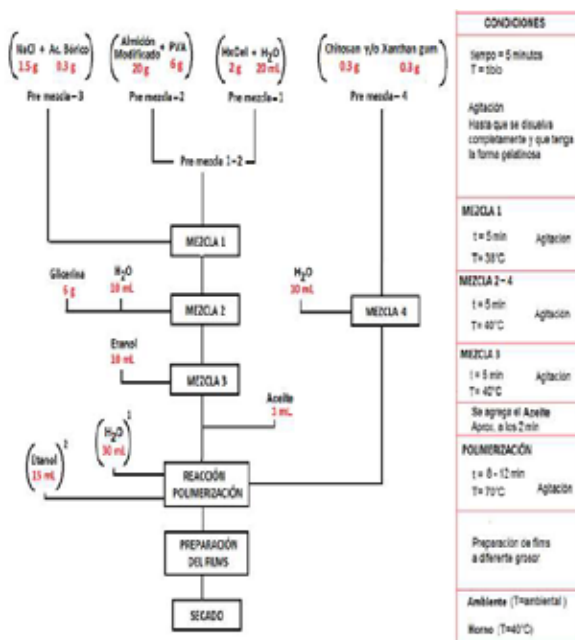 NaCl + Ac. Bórico
1.5 g 0.3 g
Pre mezcla-3
Almidón Modificado + PVA
20 g 6 g
Pre mezcla-2
+ H₂O
2 g 20 mL
Pre mezcla-1
Chitosan y/o Xanthan gum
0.3 g 0.3 g
Pre mezcla-4
Pre mezcla 1-2
MEZCLA 1
Glicerina
6 g
H₂O
10 mL
MEZCLA 2
H₂O
10 mL
MEZCLA 4
Etanol
10 mL
MEZCLA 3
Aceite
1 mL
(Etanol)²
15 mL
(H₂O)¹
30 mL
REACCIÓN
POLIMERIZACIÓN
PREPARACIÓN
DEL FILMS
SECADO
CONDICIONES
tiempo = 5 minutos
T = tibio
Agitación
Hasta que se disuelva
completamente y que tenga
la forma gelatinosa
MEZCLA 1
t = 5 min Agitación
T= 38°C
MEZCLA 2-4
t = 5 min
Agitación
T= 40°C
MEZCLA 3
t = 5 min Agitación
T= 40°C
Se agrega el Aceite
Aprox. a los 2 min
POLIMERIZACIÓN
t = 8 - 12 min
T= 70°C Agitación
Preparación de films
a diferente grosor
Ambiente (T=ambiental)
Horno (T=40°C)